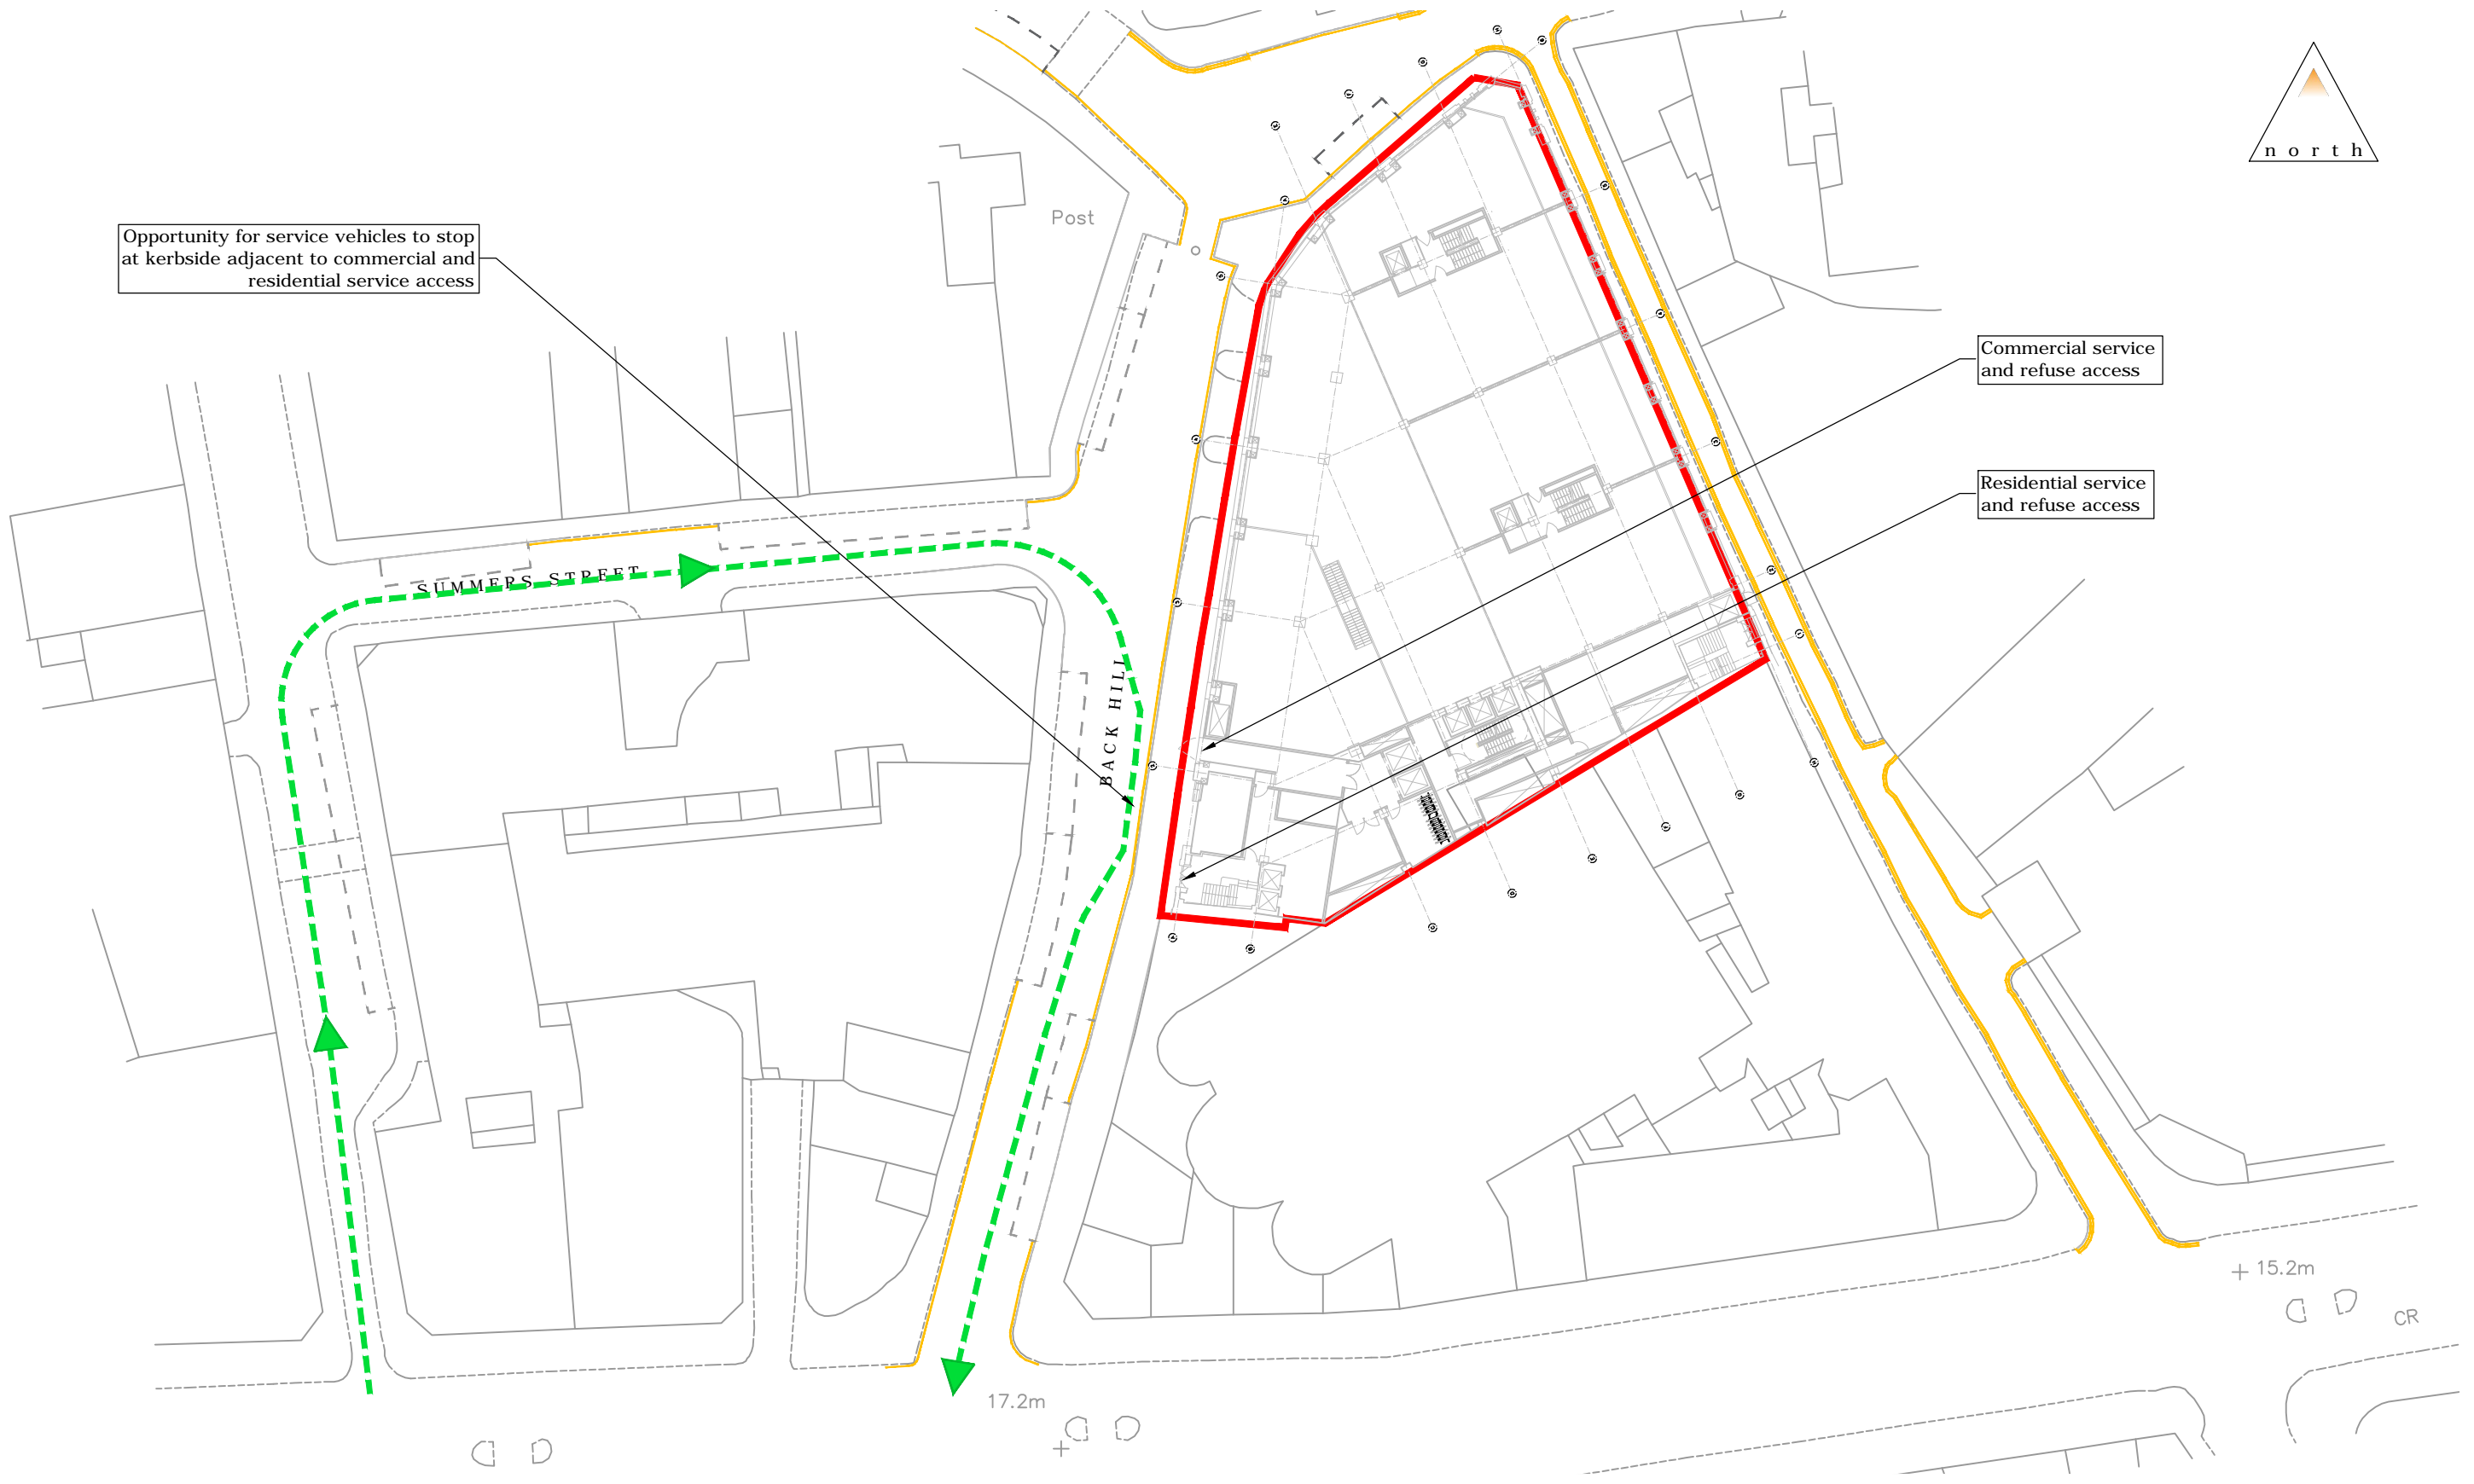 north
Post
Opportunity for service vehicles to stop
at kerbside adjacent to commercial and
residential service access
Commercial service
and refuse access
Residential service
and refuse access
SUMMERS STREET
BACK HILL
15.2m
CR
17.2m